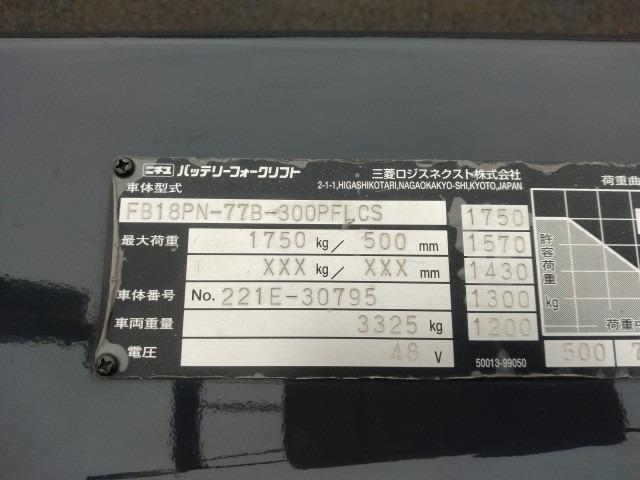 ニチユ バッテリーフォークリフト 三菱ロジスネクスト株式会社
2-1-1,HIGASHIKOTARI,NAGAOKAKYO-SHI,KYOTO,JAPAN
荷重曲
車体型式
FB18PN-77B-300PFLCS 1750
最大荷重 1750 kg/ 500 mm 1570
XXX kg/ XXX mm 1430
許容荷重 kg
車体番号 No. 221E-30795 1300
車両重量 3325 kg 1200 荷重中
電圧 48 V 500 7
50013-99050